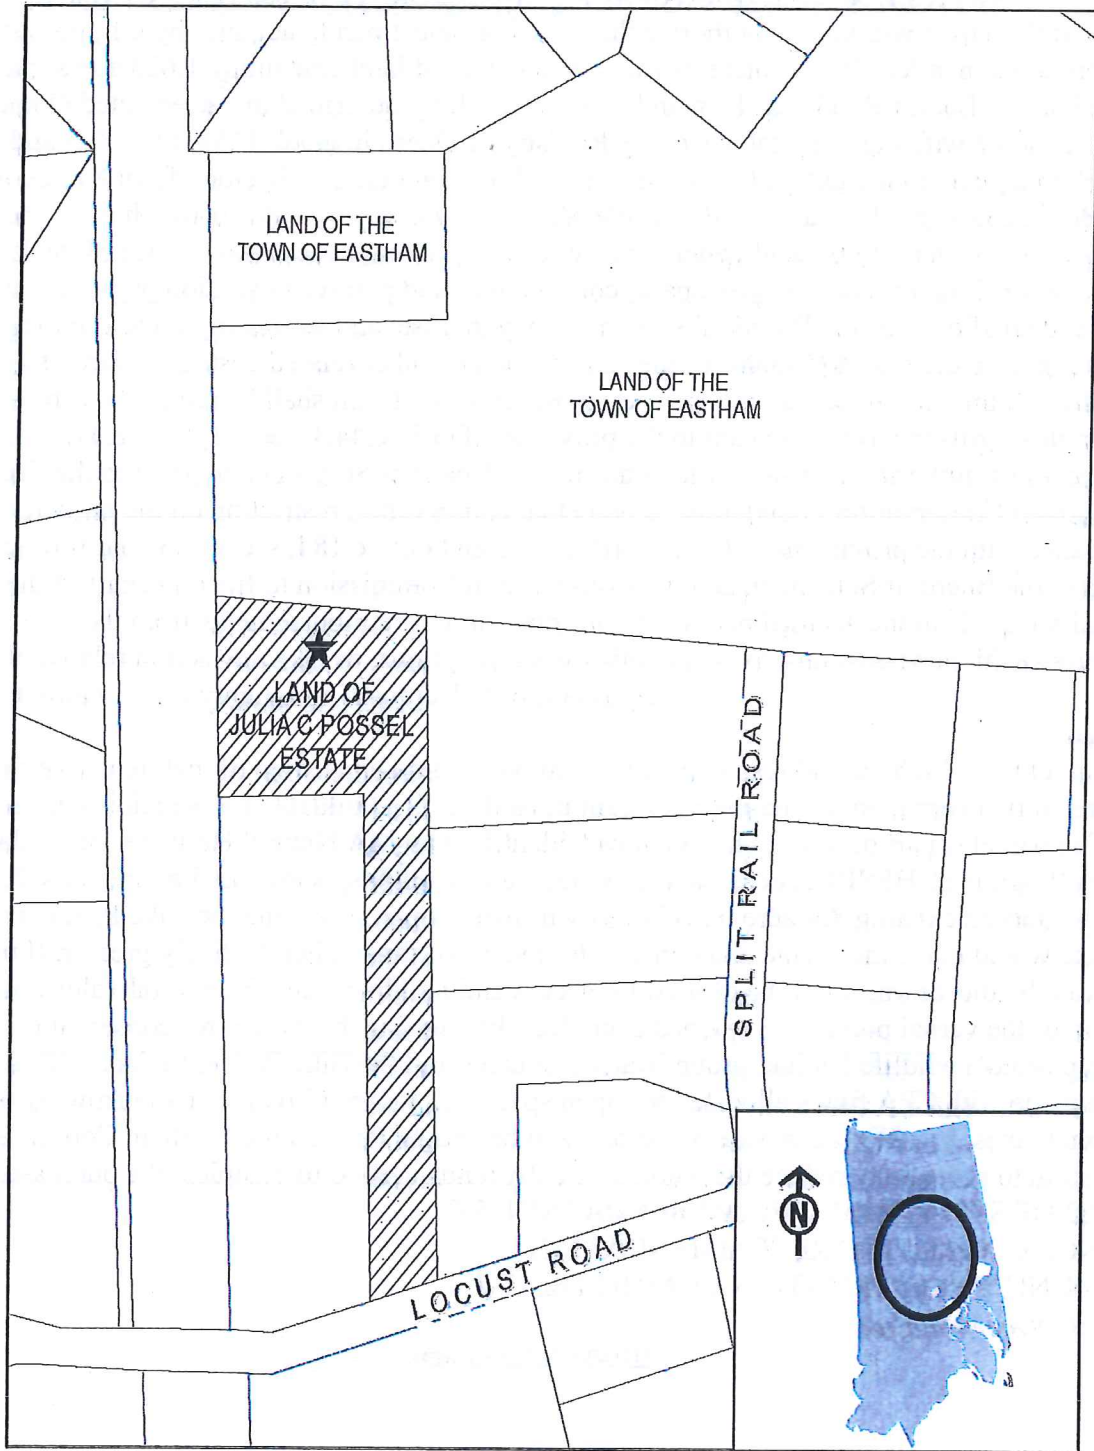 LAND OF THE
TOWN OF EASTHAM
LAND OF THE
TOWN OF EASTHAM
LAND OF
JULIA C POSSEL
ESTATE
SPLIT RAIL ROAD
LOCUST ROAD
N